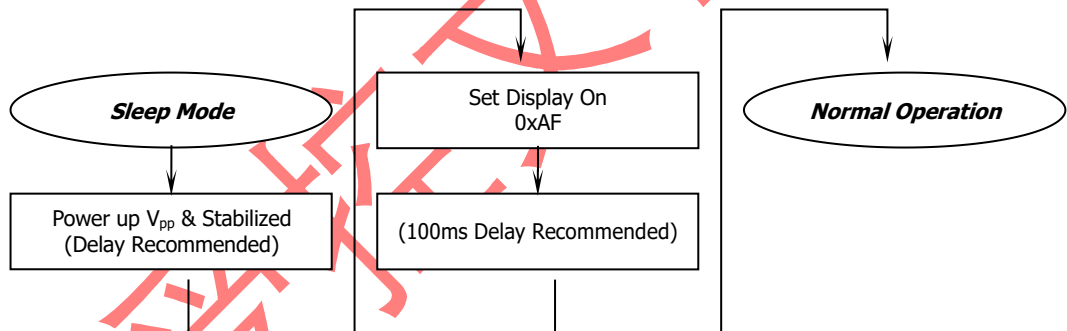 Sleep Mode
Power up Vpp & Stabilized
(Delay Recommended)
Set Display On
0xAF
(100ms Delay Recommended)
Normal Operation